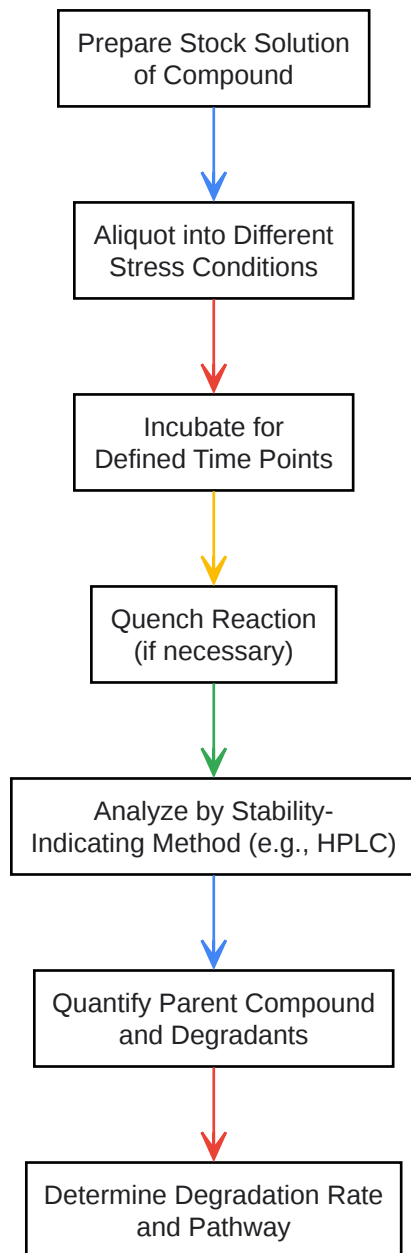 Prepare Stock Solution
of Compound
Aliquot into Different
Stress Conditions
Incubate for
Defined Time Points
Quench Reaction
(if necessary)
Analyze by Stability-
Indicating Method (e.g., HPLC)
Quantify Parent Compound
and Degradants
Determine Degradation Rate
and Pathway